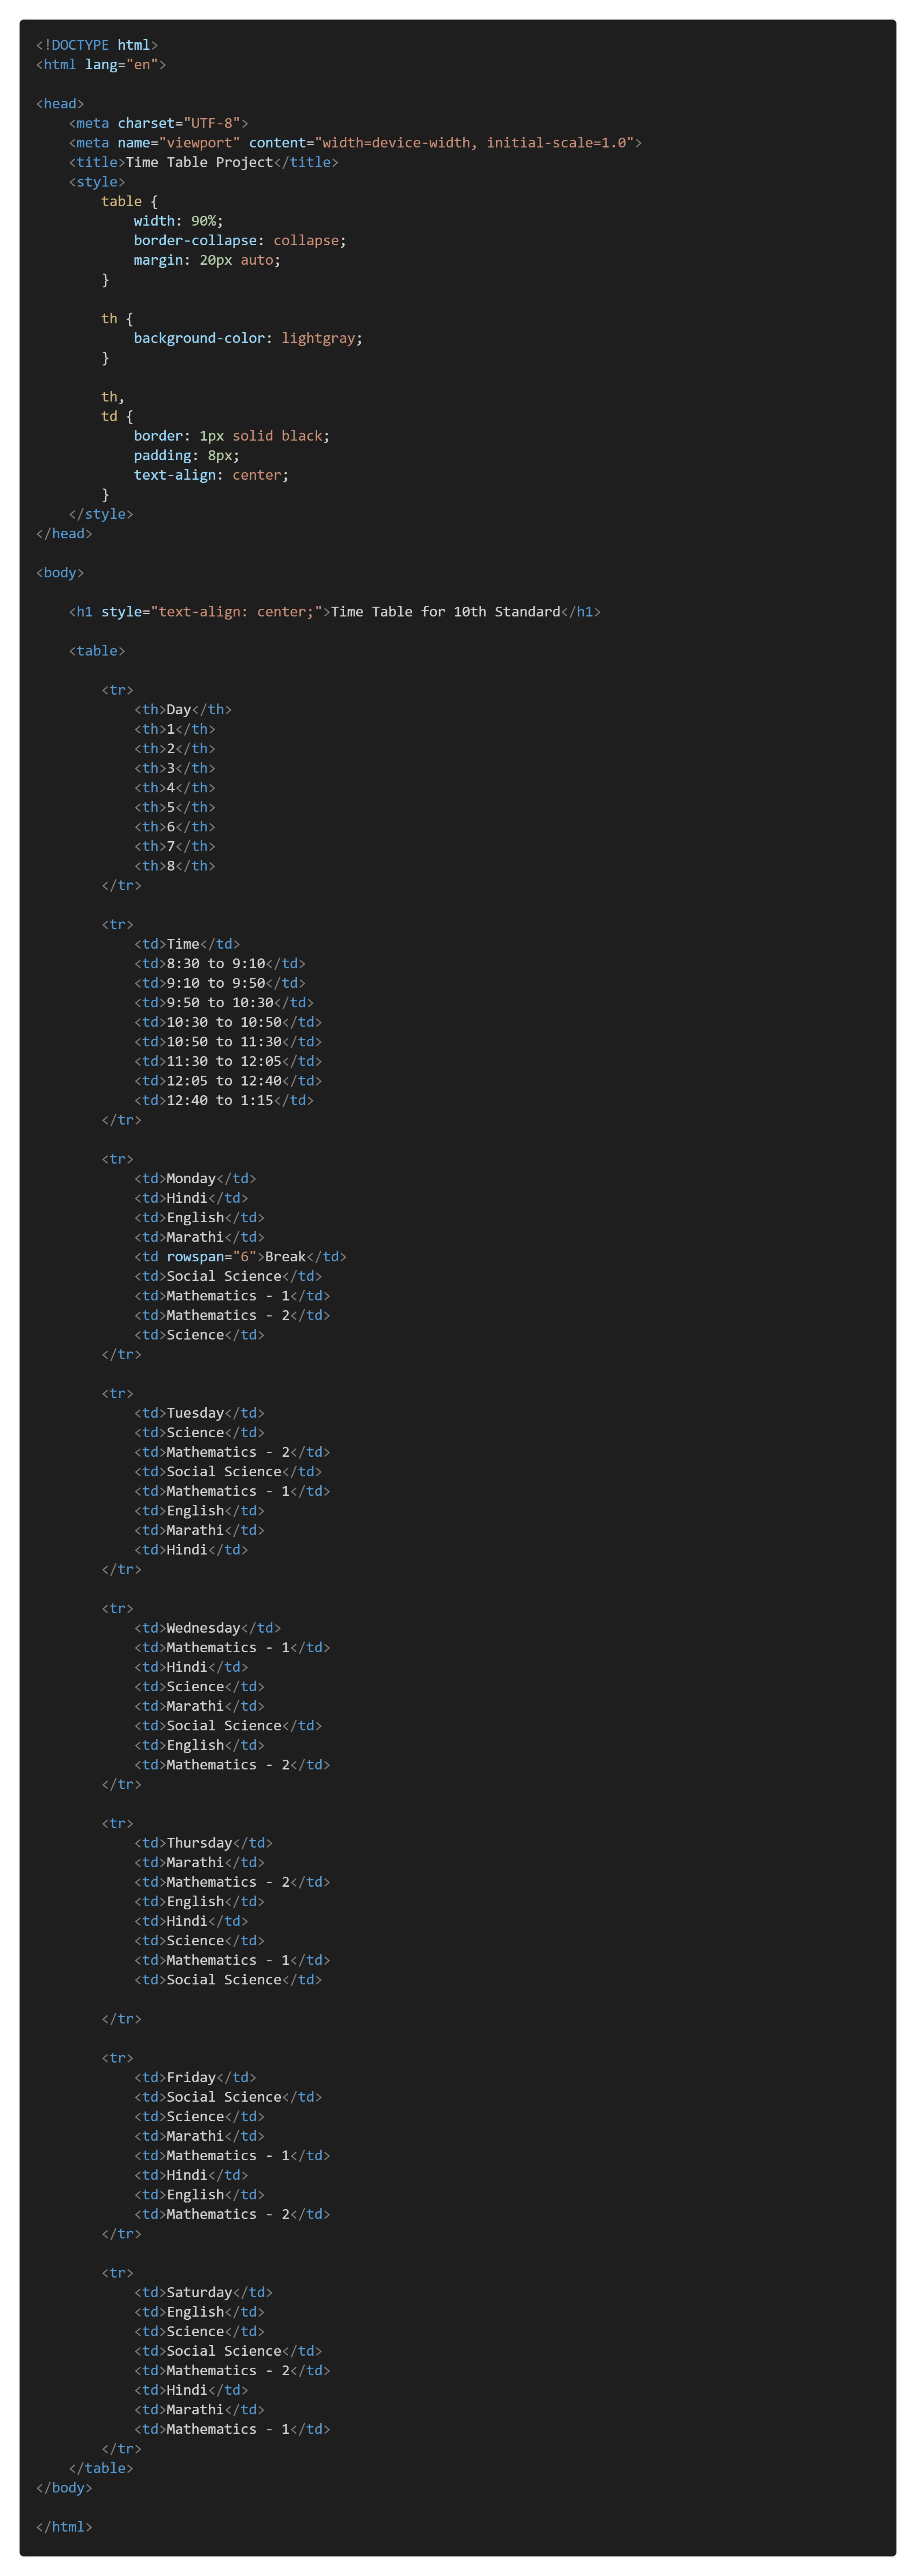 <!DOCTYPE html>
<html lang="en">

<head>
    <meta charset="UTF-8">
    <meta name="viewport" content="width=device-width, initial-scale=1.0">
    <title>Time Table Project</title>
    <style>
        table {
            width: 90%;
            border-collapse: collapse;
            margin: 20px auto;
        }

        th {
            background-color: lightgray;
        }

        th,
        td {
            border: 1px solid black;
            padding: 8px;
            text-align: center;
        }
    </style>
</head>

<body>

    <h1 style="text-align: center;">Time Table for 10th Standard</h1>

    <table>

        <tr>
            <th>Day</th>
            <th>1</th>
            <th>2</th>
            <th>3</th>
            <th>4</th>
            <th>5</th>
            <th>6</th>
            <th>7</th>
            <th>8</th>
        </tr>

        <tr>
            <td>Time</td>
            <td>8:30 to 9:10</td>
            <td>9:10 to 9:50</td>
            <td>9:50 to 10:30</td>
            <td>10:30 to 10:50</td>
            <td>10:50 to 11:30</td>
            <td>11:30 to 12:05</td>
            <td>12:05 to 12:40</td>
            <td>12:40 to 1:15</td>
        </tr>

        <tr>
            <td>Monday</td>
            <td>Hindi</td>
            <td>English</td>
            <td>Marathi</td>
            <td rowspan="6">Break</td>
            <td>Social Science</td>
            <td>Mathematics - 1</td>
            <td>Mathematics - 2</td>
            <td>Science</td>
        </tr>

        <tr>
            <td>Tuesday</td>
            <td>Science</td>
            <td>Mathematics - 2</td>
            <td>Social Science</td>
            <td>Mathematics - 1</td>
            <td>English</td>
            <td>Marathi</td>
            <td>Hindi</td>
        </tr>

        <tr>
            <td>Wednesday</td>
            <td>Mathematics - 1</td>
            <td>Hindi</td>
            <td>Science</td>
            <td>Marathi</td>
            <td>Social Science</td>
            <td>English</td>
            <td>Mathematics - 2</td>
        </tr>

        <tr>
            <td>Thursday</td>
            <td>Marathi</td>
            <td>Mathematics - 2</td>
            <td>English</td>
            <td>Hindi</td>
            <td>Science</td>
            <td>Mathematics - 1</td>
            <td>Social Science</td>

        </tr>

        <tr>
            <td>Friday</td>
            <td>Social Science</td>
            <td>Science</td>
            <td>Marathi</td>
            <td>Mathematics - 1</td>
            <td>Hindi</td>
            <td>English</td>
            <td>Mathematics - 2</td>
        </tr>

        <tr>
            <td>Saturday</td>
            <td>English</td>
            <td>Science</td>
            <td>Social Science</td>
            <td>Mathematics - 2</td>
            <td>Hindi</td>
            <td>Marathi</td>
            <td>Mathematics - 1</td>
        </tr>
    </table>
</body>

</html>